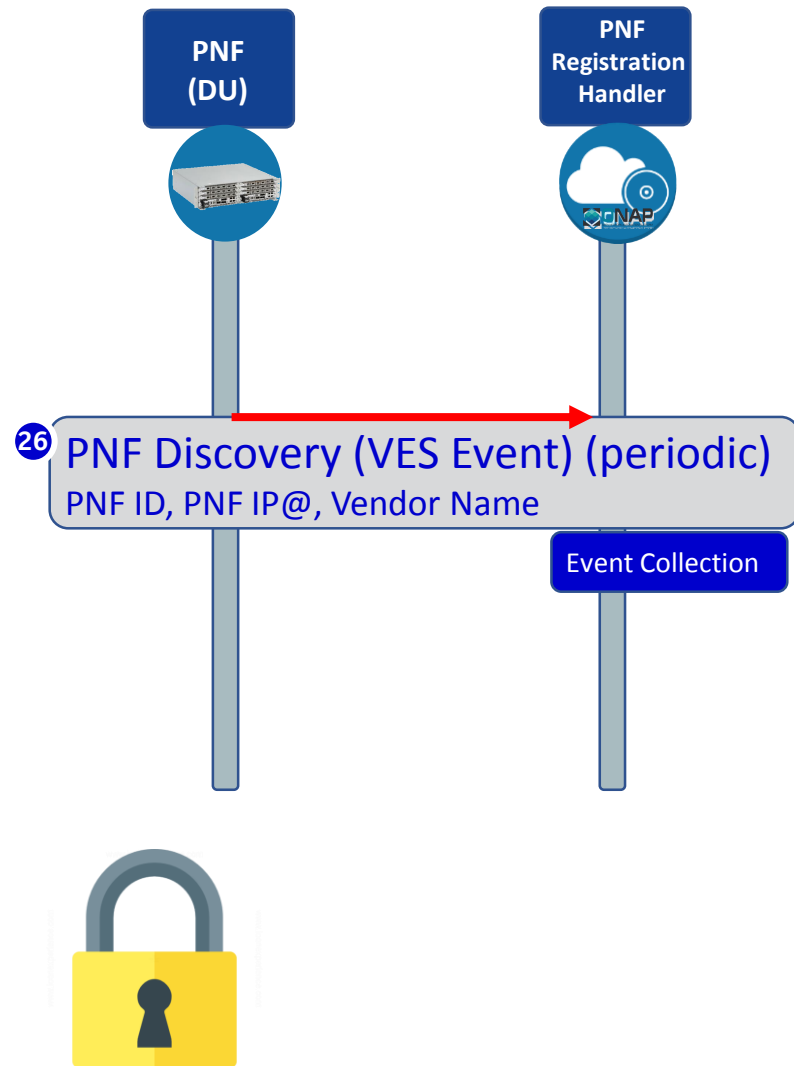 PNF
(DU)
PNF
Registration
Handler
ONAP
26
PNF Discovery (VES Event) (periodic)
PNF ID, PNF IP@, Vendor Name
Event Collection